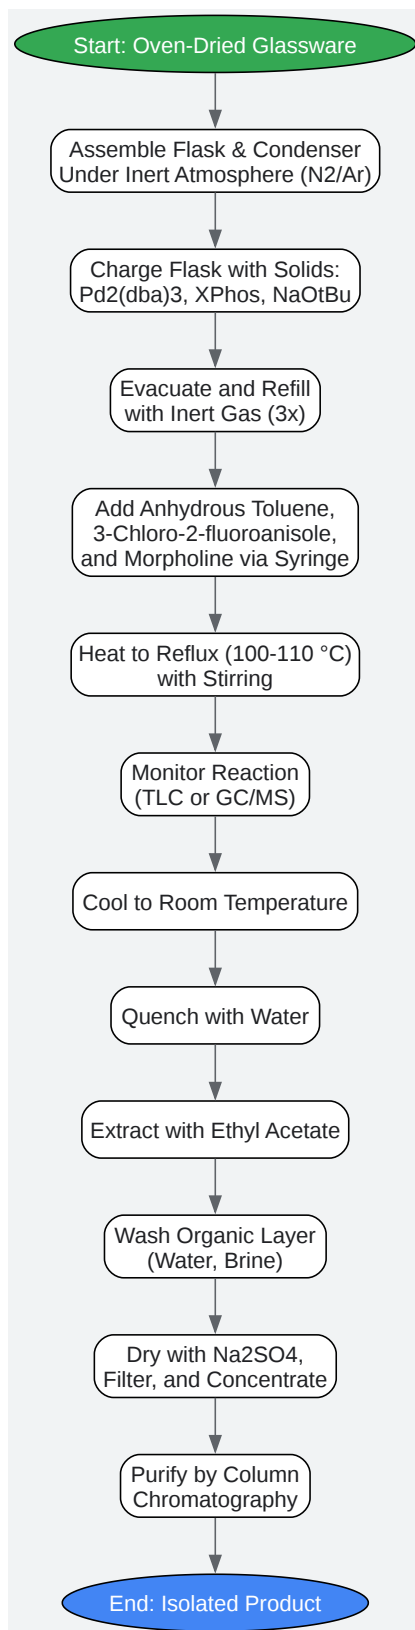 Start: Oven-Dried Glassware
Assemble Flask & Condenser
Under Inert Atmosphere (N2/Ar)
Charge Flask with Solids:
Pd2(dba)3, XPhos, NaOtBu
Evacuate and Refill
with Inert Gas (3x)
Add Anhydrous Toluene,
3-Chloro-2-fluoroanisole,
and Morpholine via Syringe
Heat to Reflux (100-110 °C)
with Stirring
Monitor Reaction
(TLC or GC/MS)
Cool to Room Temperature
Quench with Water
Extract with Ethyl Acetate
Wash Organic Layer
(Water, Brine)
Dry with Na2SO4,
Filter, and Concentrate
Purify by Column
Chromatography
End: Isolated Product